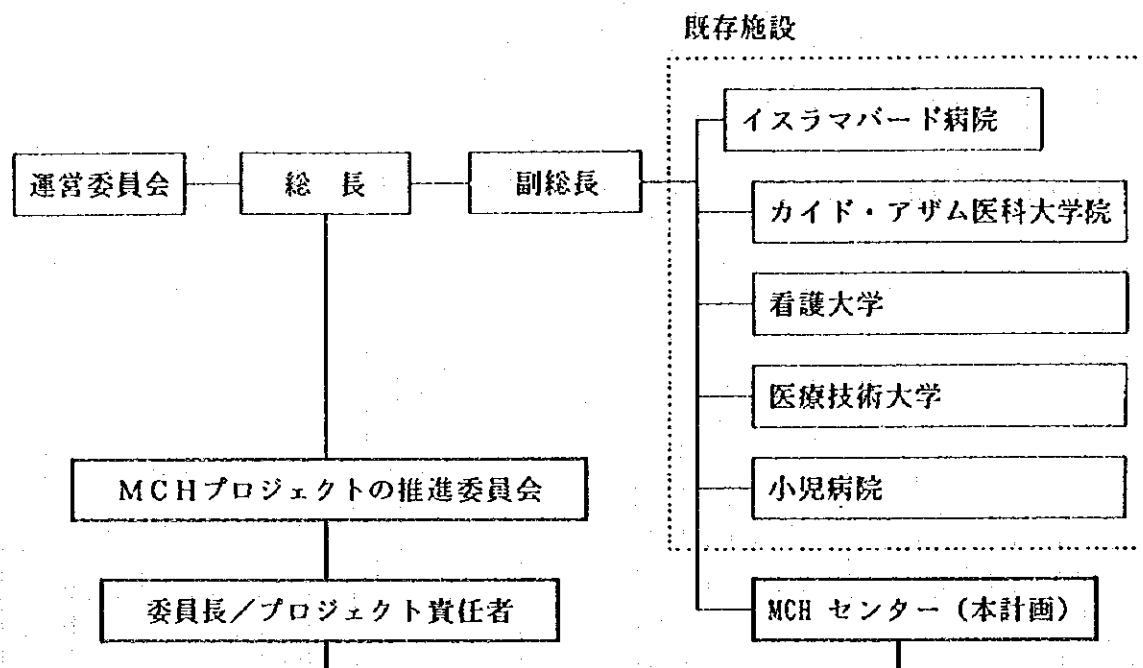 既存施設
イスラマバード病院
運営委員会
総 長
副総長
カイド・アザム医科大学院
看護大学
医療技術大学
MCHプロジェクトの推進委員会
小児病院
委員長/プロジェクト責任者
MCH センター（本計画）